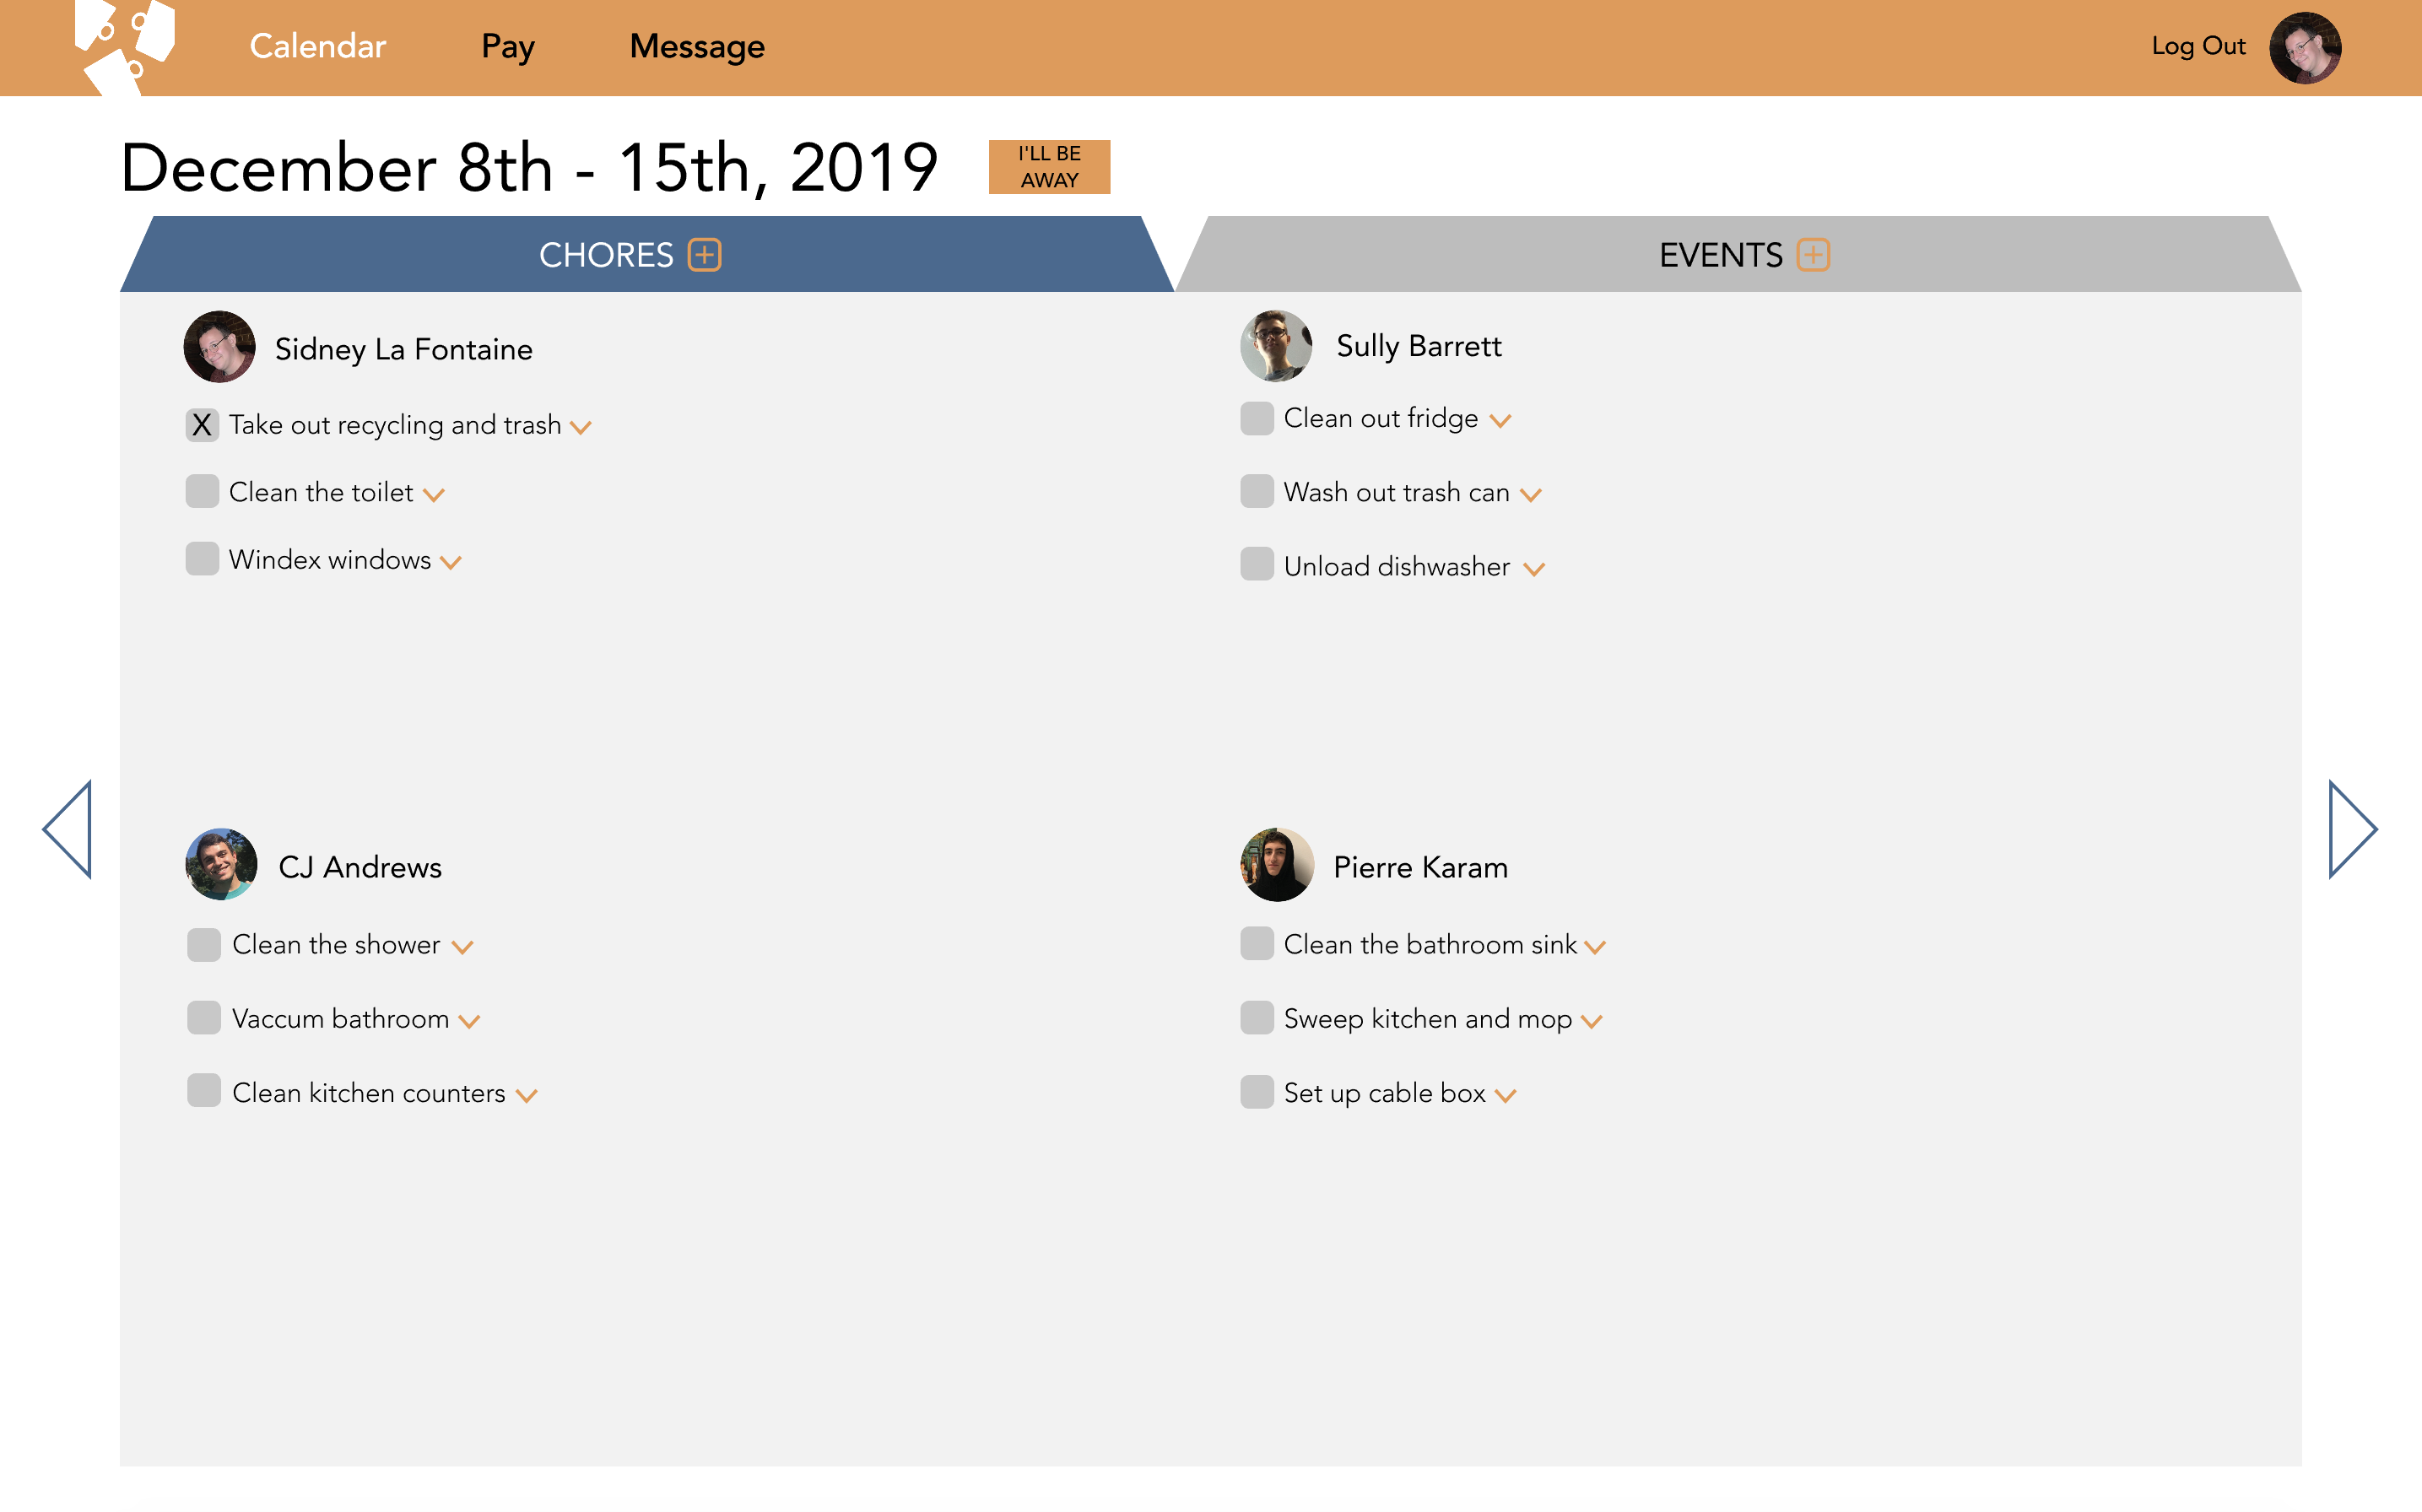 Calendar Pay Message Log Out
December 8th - 15th, 2019
I'LL BE
AWAY
CHORES
EVENTS
Sidney La Fontaine
X Take out recycling and trash
Clean the toilet
Windex windows
Sully Barrett
Clean out fridge
Wash out trash can
Unload dishwasher
CJ Andrews
Clean the shower
Vaccum bathroom
Clean kitchen counters
Pierre Karam
Clean the bathroom sink
Sweep kitchen and mop
Set up cable box